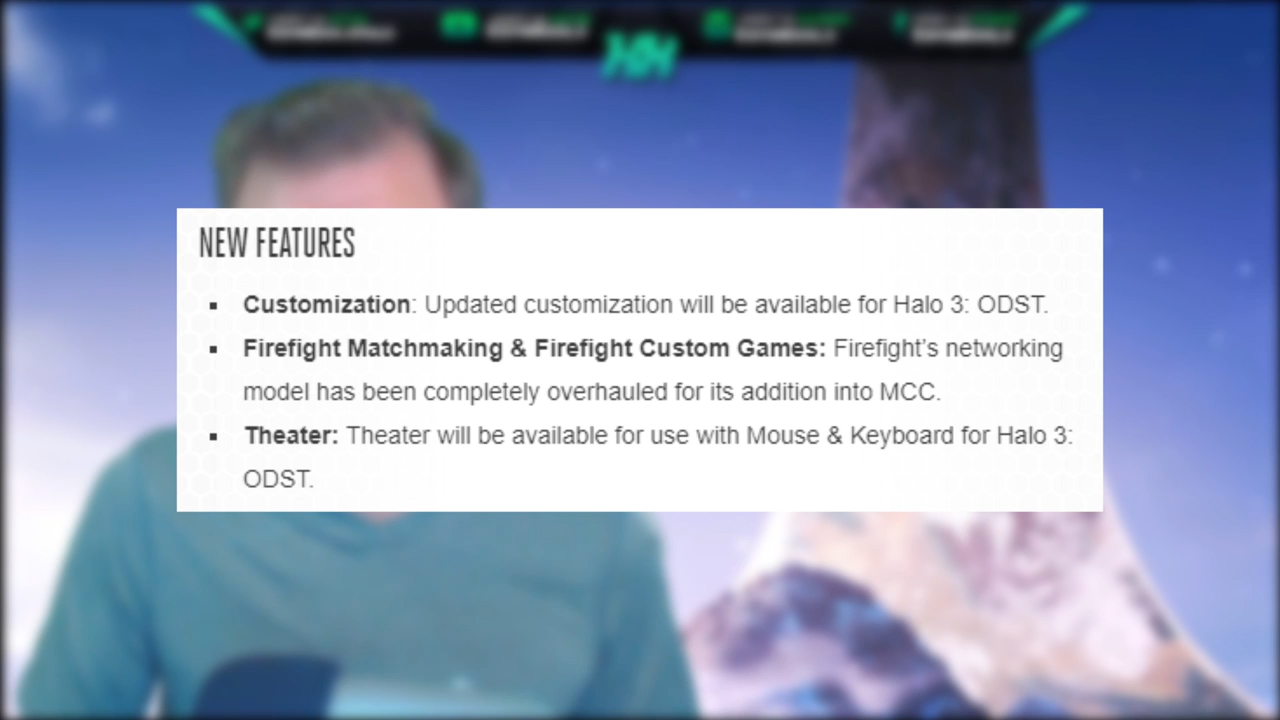 HH
NEW FEATURES
▪ Customization: Updated customization will be available for Halo 3: ODST.
▪ Firefight Matchmaking & Firefight Custom Games: Firefight’s networking
model has been completely overhauled for its addition into MCC.
▪ Theater: Theater will be available for use with Mouse & Keyboard for Halo 3:
ODST.